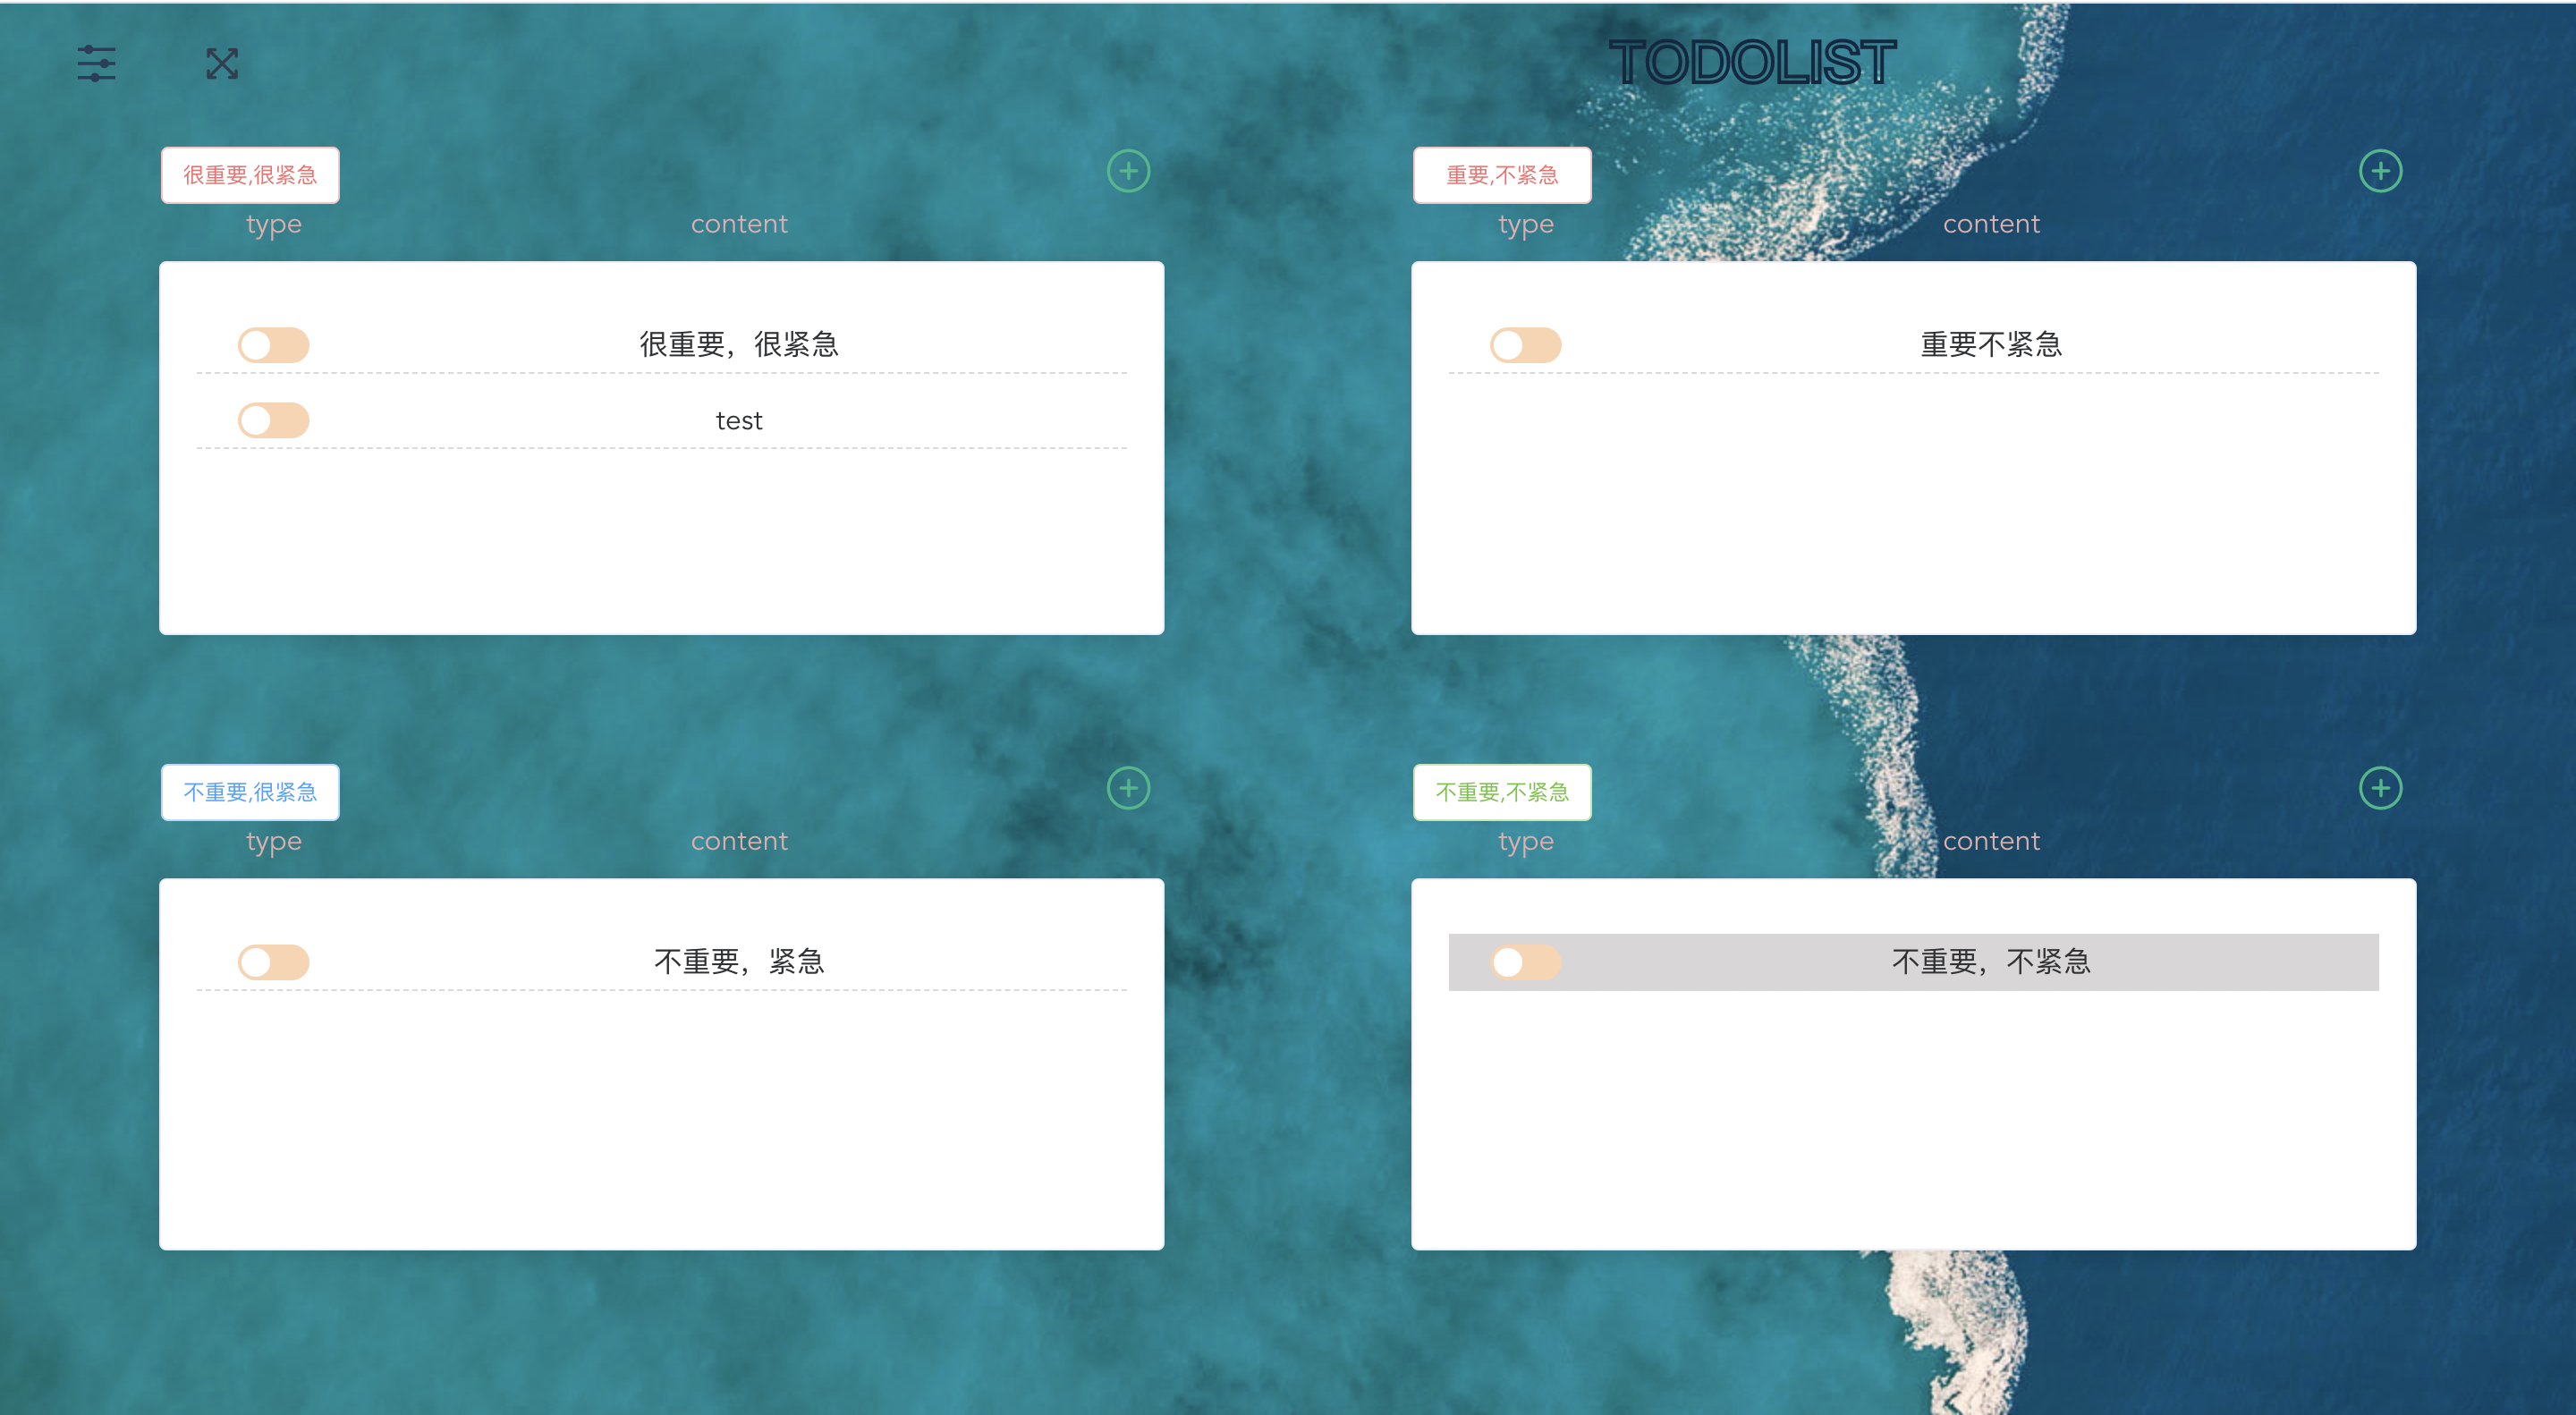 TODOLIST
很重要,很紧急
type content
很重要，很紧急
test
重要,不紧急
type content
重要不紧急
不重要,很紧急
type content
不重要，紧急
不重要,不紧急
type content
不重要，不紧急